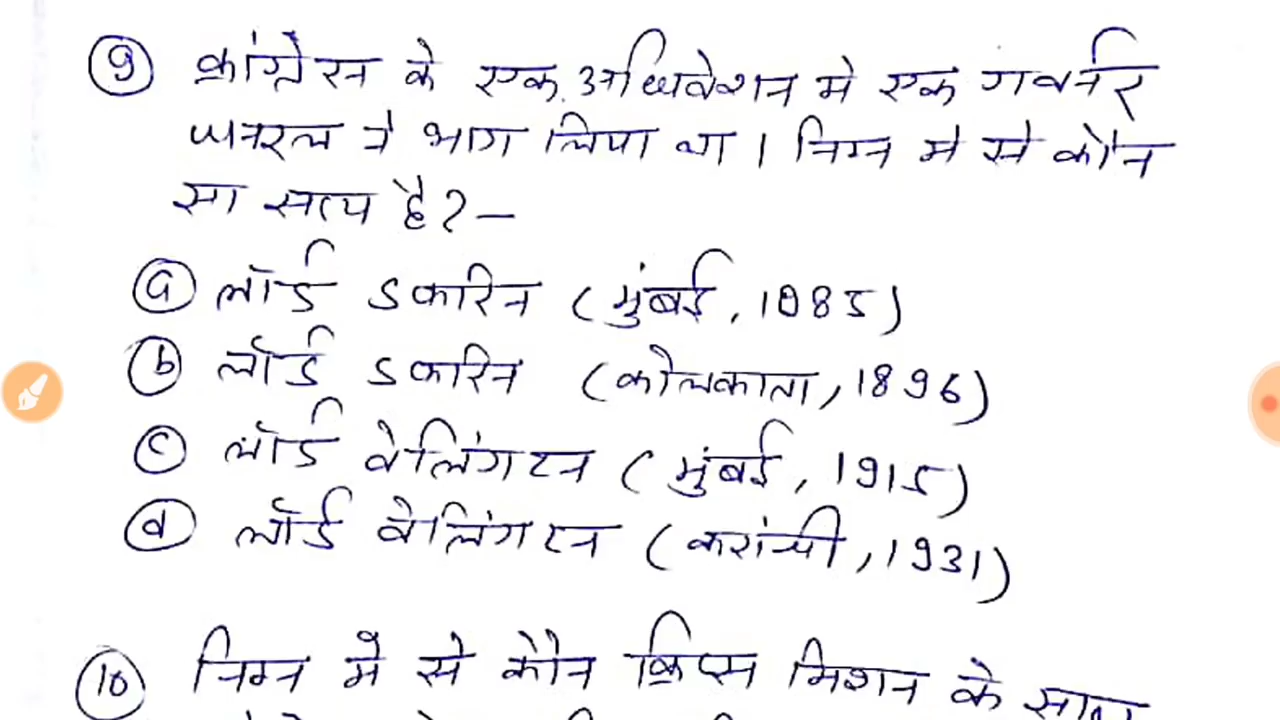 9 कांग्रेस के एक अधिवेशन मे एक गवर्नर
जनरल ने भाग लिया था । निम्न मे से कौन
सा सत्य है? –
a लॉर्ड डफरिन (मुंबई, 1885)
b लॉर्ड डफरिन (कोलकाता, 1896)
c लॉर्ड वेलिंगटन (मुंबई, 1915)
d लॉर्ड वेलिंगटन (करांची, 1931)
10 निम्न मे से कौन क्रिप्स मिशन के साथ